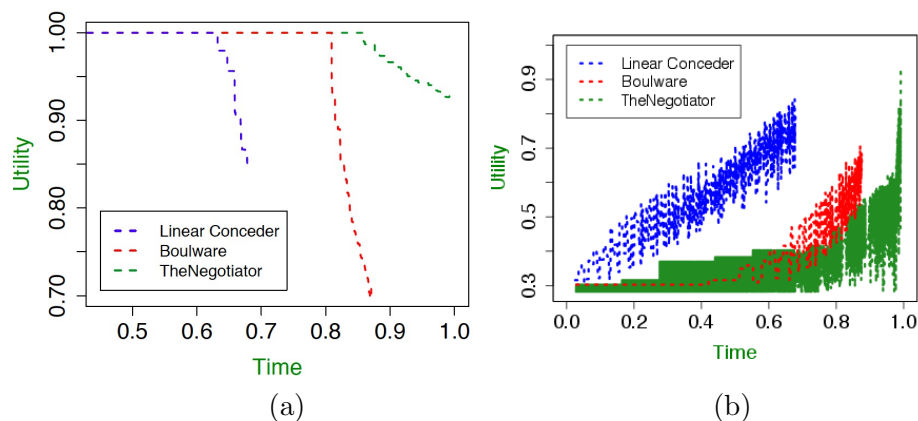 1.00
0.90
0.80
0.70
Utility
Linear Conceder
Boulware
TheNegotiator
0.5
0.6
0.7
0.8
0.9
1.0
Time
(a)
0.9
0.7
0.5
0.3
Utility
Linear Conceder
Boulware
TheNegotiator
0.0
0.2
0.4
0.6
0.8
1.0
Time
(b)